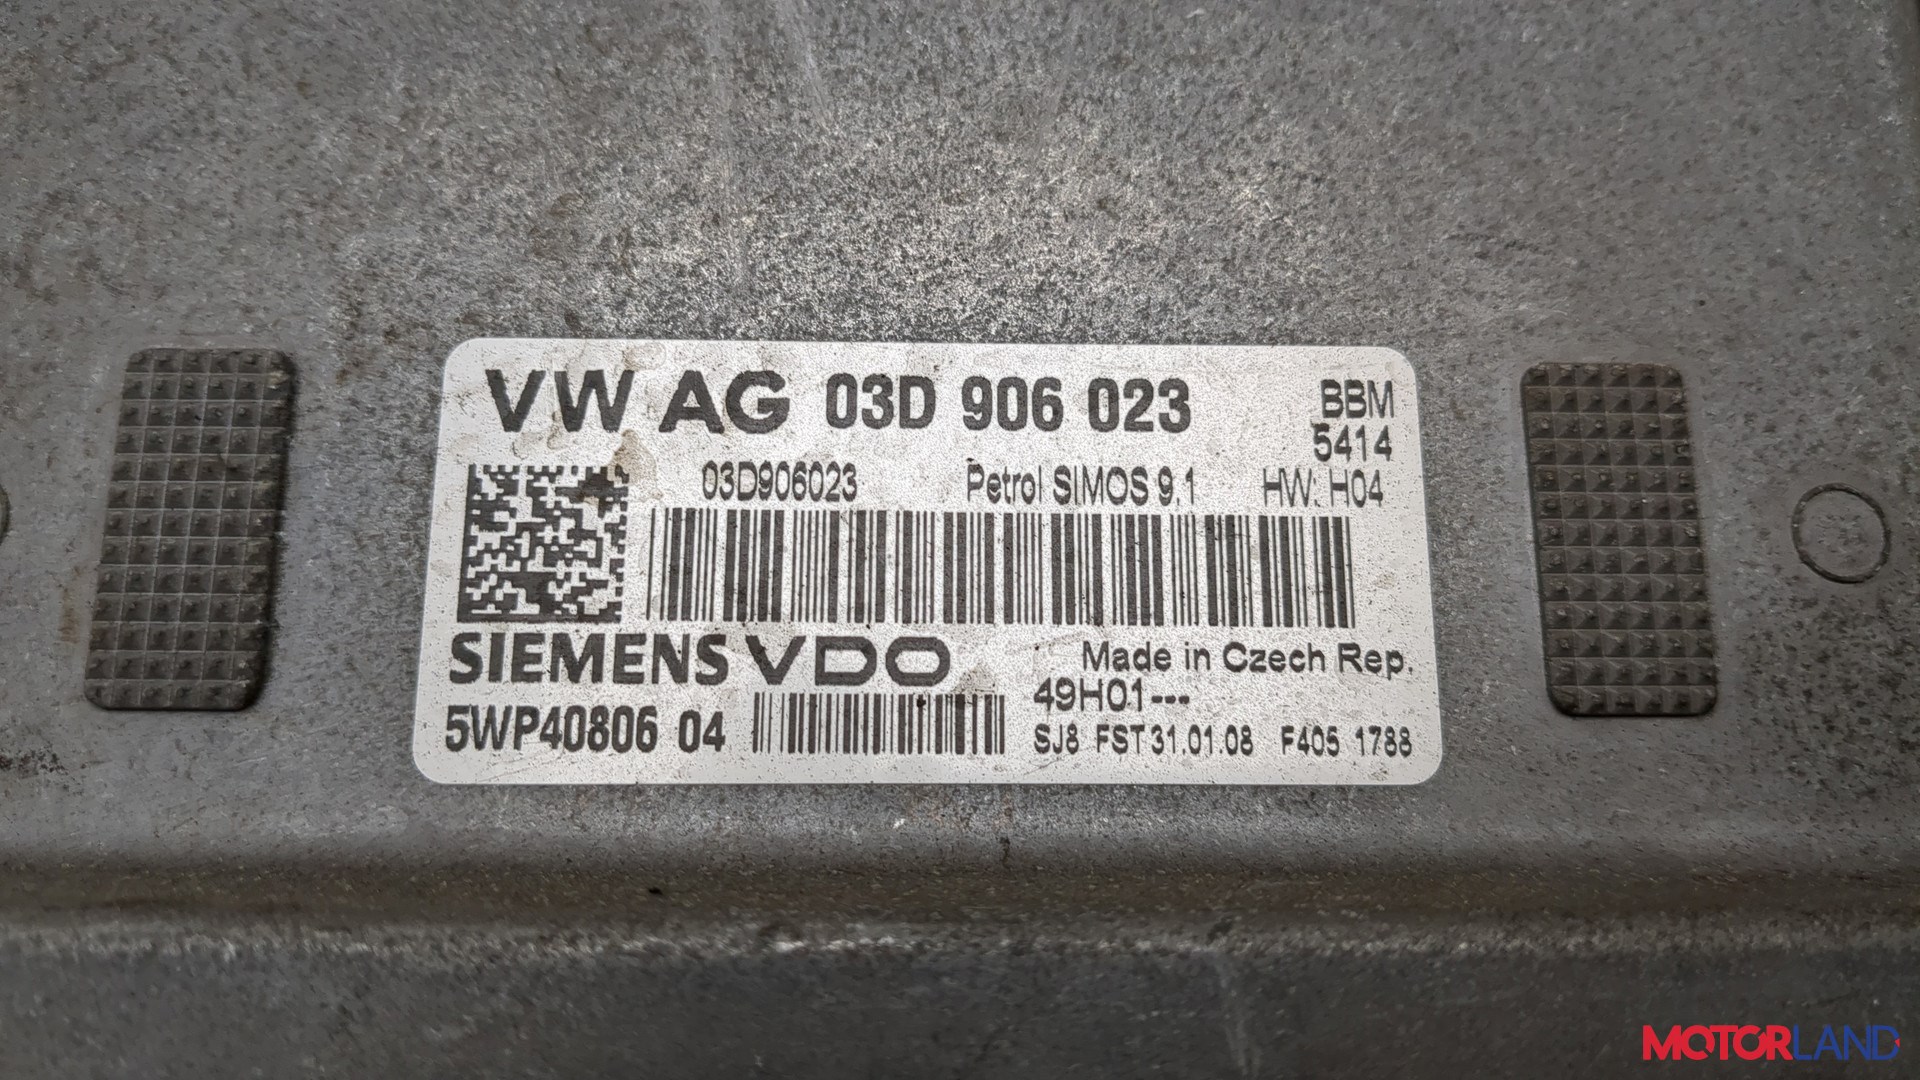 VW AG 03D 906 023 BBM
5414
03D906023 Petrol SIMOS 9.1 HW: H04
SIEMENS VDO Made in Czech Rep.
49H01---
5WP40806 04 SJ8 FST 31.01.08 F405 1788
MOTORLAND